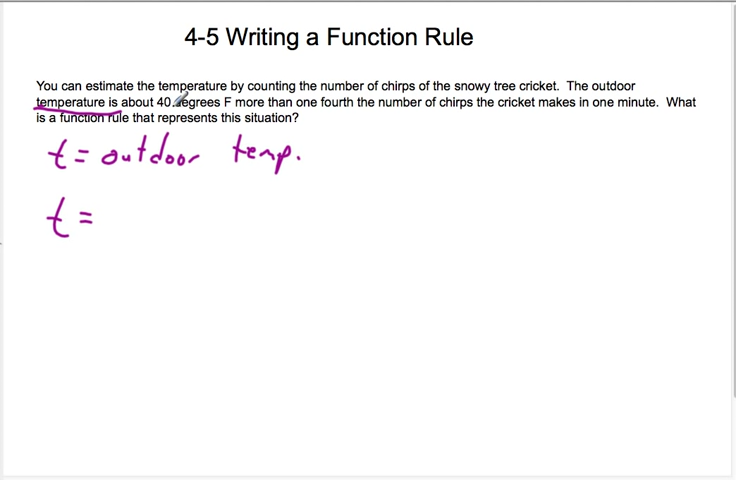 4-5 Writing a Function Rule
You can estimate the temperature by counting the number of chirps of the snowy tree cricket. The outdoor
temperature is about 40 degrees F more than one fourth the number of chirps the cricket makes in one minute. What
is a function rule that represents this situation?
t = outdoor temp.
t =